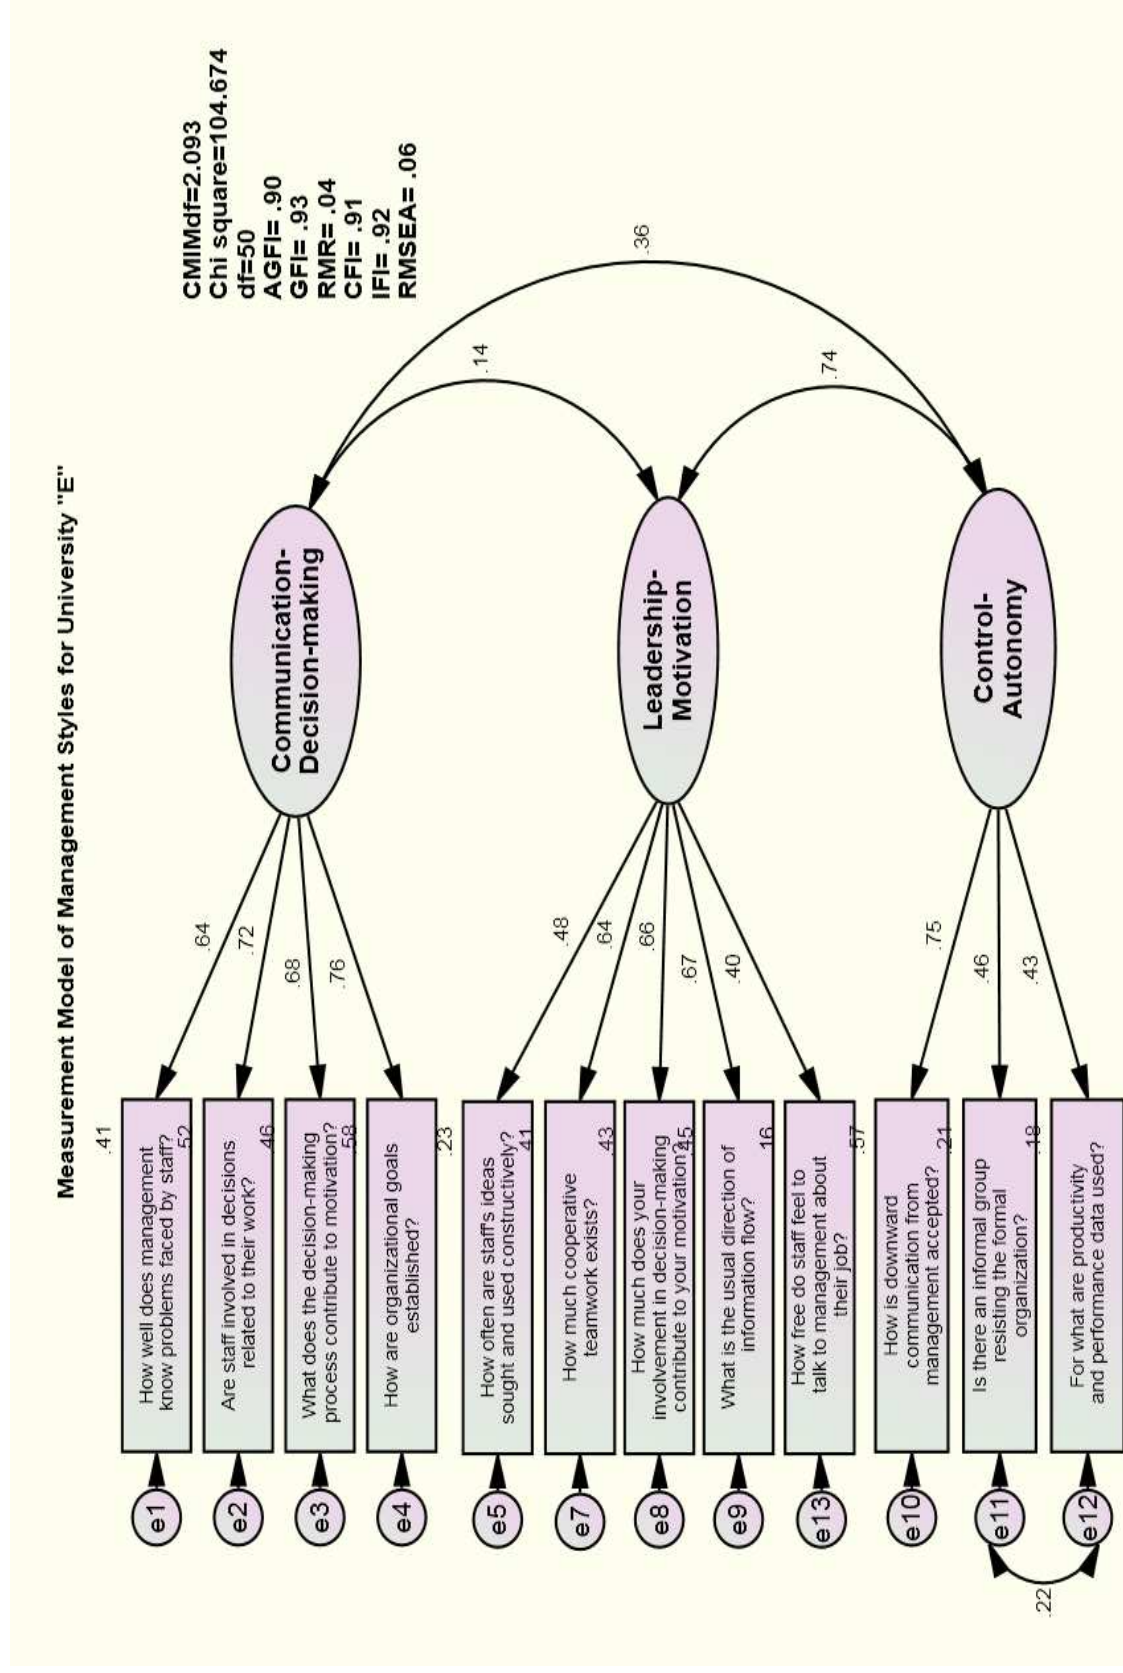 Measurement Model of Management Styles for University "E"
CMIMdf=2.093
Chi square=104.674
df=50
AGFI= .90
GFI= .93
RMR= .04
CFI= .91
IFI= .92
RMSEA= .06
.41
e1
How well does management
know problems faced by staff?
.64
.52
e2
Are staff involved in decisions
related to their work?
.72
.46
e3
What does the decision-making
process contribute to motivation?
.68
.58
e4
How are organizational goals
established?
.76
Communication-
Decision-making
.23
e5
How often are staff's ideas
sought and used constructively?
.48
.41
e7
How much cooperative
teamwork exists?
.64
.43
e8
How much does your
involvement in decision-making
contribute to your motivation?
.66
.45
e9
What is the usual direction of
information flow?
.67
.16
e13
How free do staff feel to
talk to management about
their job?
.40
Leadership-
Motivation
.57
e10
How is downward
communication from
management accepted?
.75
.21
e11
Is there an informal group
resisting the formal
organization?
.46
.18
e12
For what are productivity
and performance data used?
.43
Control-
Autonomy
.14
.36
.74
.22